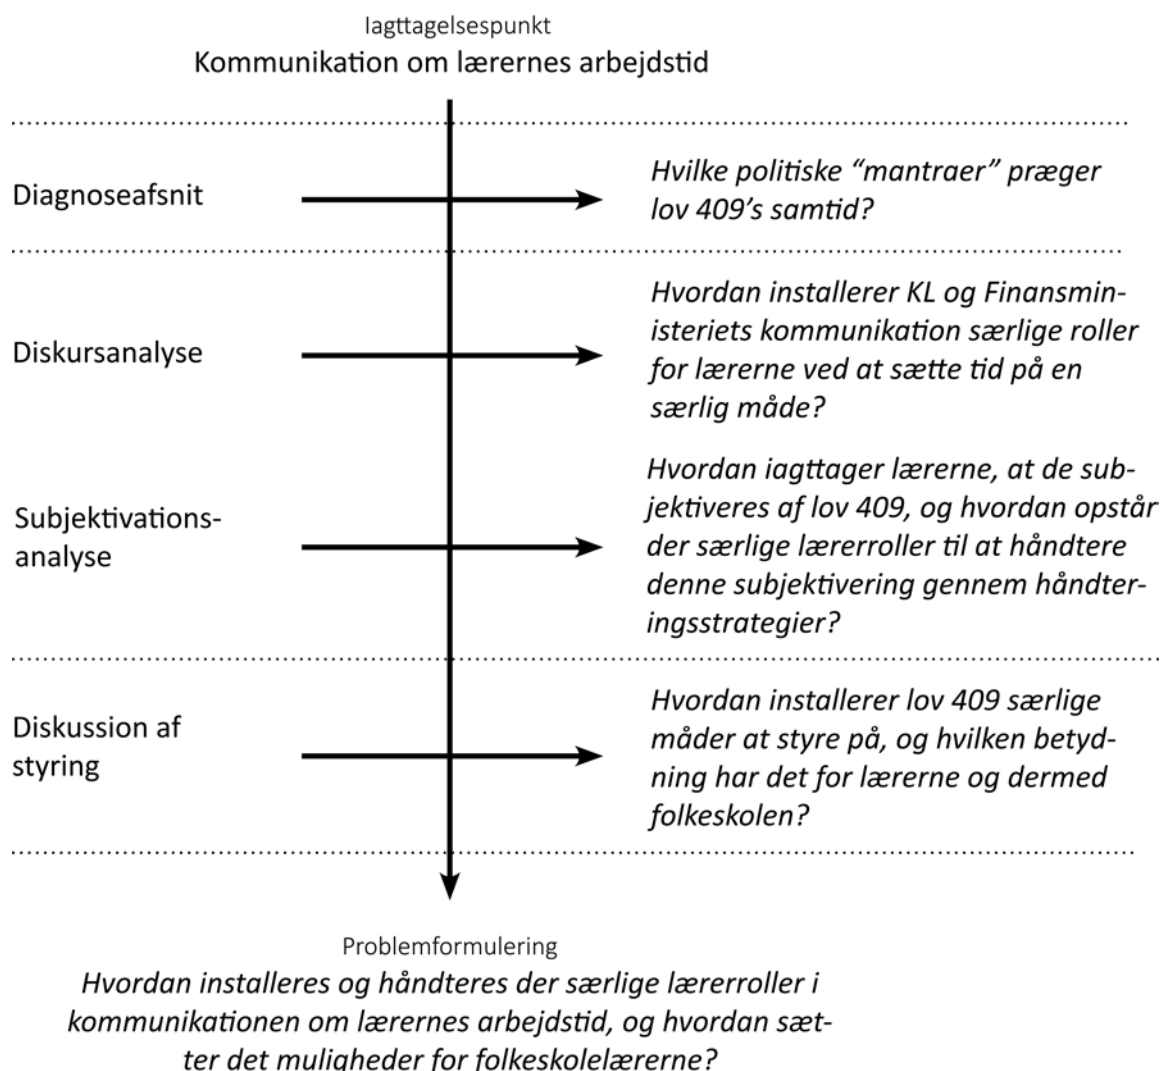 Iagttagelsespunkt
Kommunikation om lærernes arbejdstid
Diagnoseafsnit
Hvilke politiske “mantraer” præger
lov 409’s samtid?
Diskursanalyse
Hvordan installerer KL og Finansmin-
isteriets kommunikation særlige roller
for lærerne ved at sætte tid på en
særlig måde?
Subjektivations-
analyse
Hvordan iagttager lærerne, at de sub-
jektiveres af lov 409, og hvordan opstår
der særlige lærerroller til at håndtere
denne subjektivering gennem håndter-
ingsstrategier?
Diskussion af
styring
Hvordan installerer lov 409 særlige
måder at styre på, og hvilken betyd-
ning har det for lærerne og dermed
folkeskolen?
Problemformulering
Hvordan installeres og håndteres der særlige lærerroller i
kommunikationen om lærernes arbejdstid, og hvordan sæt-
ter det muligheder for folkeskolelærerne?